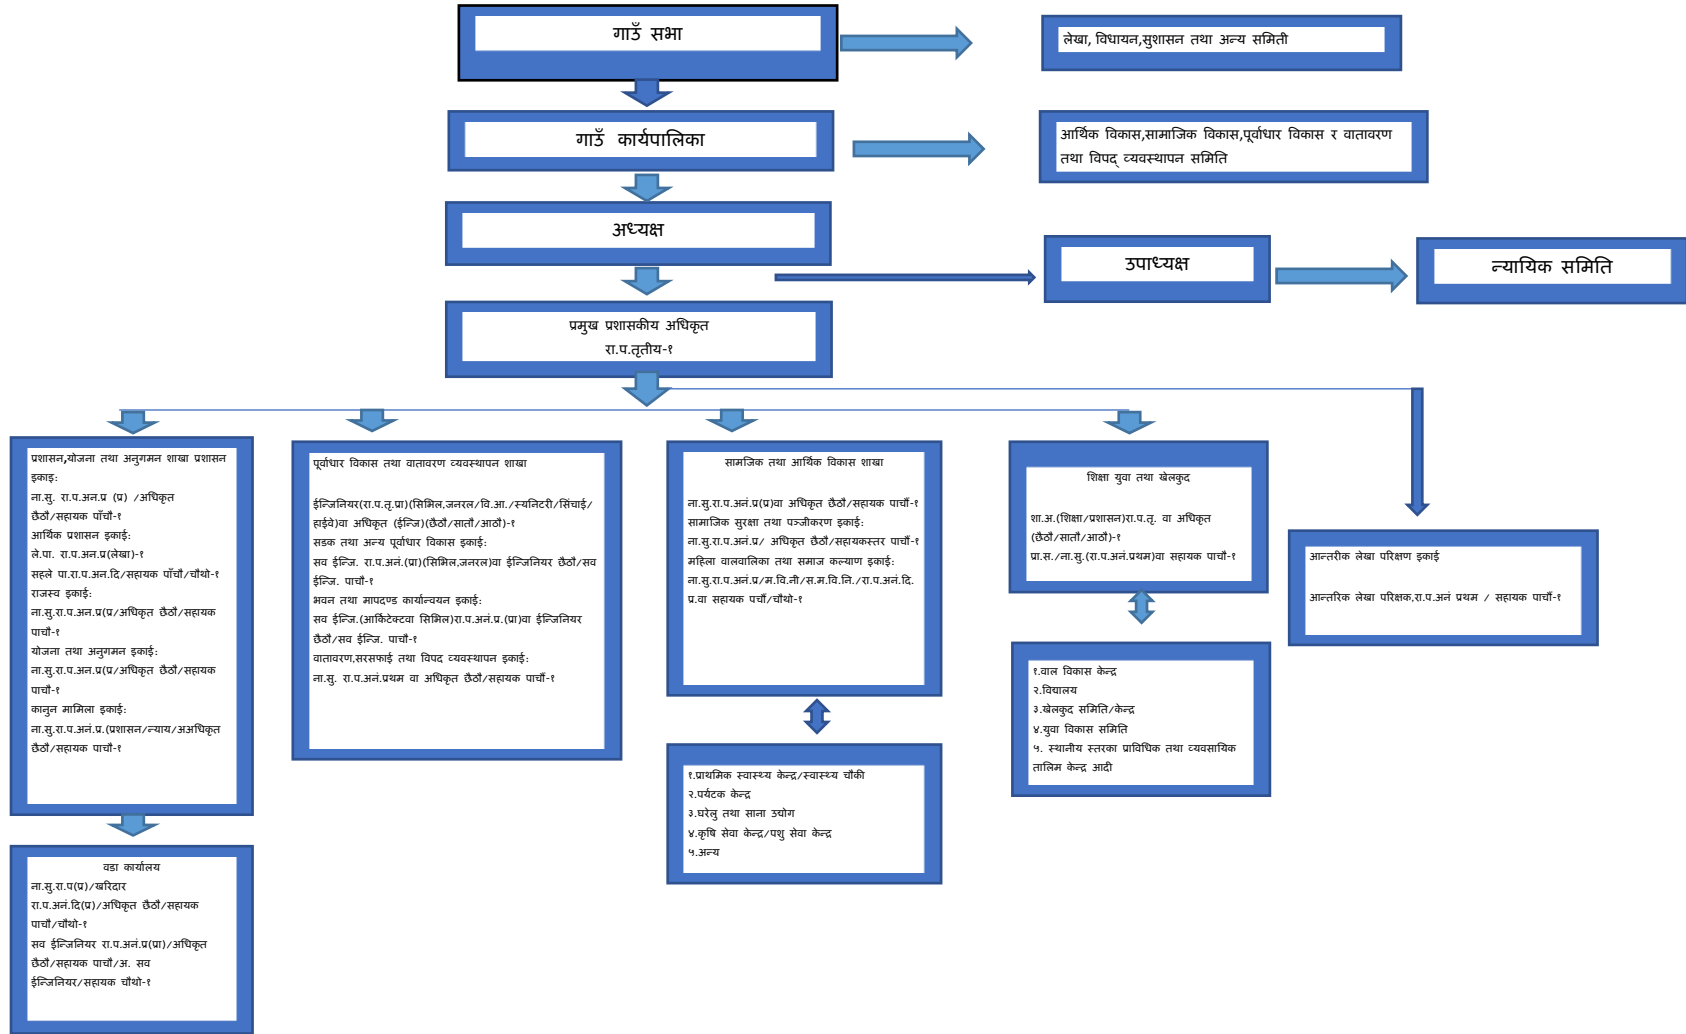 गाउँ सभा
लेखा, विधायन,सुशासन तथा अन्य समिती
गाउँ कार्यपालिका
आर्थिक विकास,सामाजिक विकास,पूर्वाधार विकास र वातावरण
तथा विपद् व्यवस्थापन समिति
अध्यक्ष
उपाध्यक्ष
न्यायिक समिति
प्रमुख प्रशासकीय अधिकृत
रा.प.तृतीय-१
प्रशासन,योजना तथा अनुगमन शाखा प्रशासन
इकाइ:
ना.सु. रा.प.अन.प्र (प्र) /अधिकृत
छैठौ/सहायक पाँचौ-१
आर्थिक प्रशासन इकाई:
ले.पा. रा.प.अन.प्र(लेखा)-१
सहले पा.रा.प.अन.दि/सहायक पाँचौ/चौथो-१
राजस्व इकाई:
ना.सु.रा.प.अन.प्र(प्र/अधिकृत छैठौ/सहायक
पाचौ-१
योजना तथा अनुगमन इकाई:
ना.सु.रा.प.अन.प्र(प्र/अधिकृत छैठौ/सहायक
पाचौ-१
कानुन मामिला इकाई:
ना.सु.रा.प.अनं.प्र.(प्रशासन/न्याय/अअधिकृत
छैठौ/सहायक पाचौ-१
वडा कार्यालय
ना.सु.रा.प(प्र)/खरिदार
रा.प.अनं.दि(प्र)/अधिकृत छैठौ/सहायक
पाचौ/चौथो-१
सव ईन्जिनियर रा.प.अनं.प्र(प्रा)/अधिकृत
छैठौ/सहायक पाचौ/अ. सव
ईन्जिनियर/सहायक चौथो-१
पूर्वाधार विकास तथा वातावरण व्यवस्थापन शाखा
ईन्जिनियर(रा.प.तृ.प्रा)(सिभिल,जनरल/वि.आ./स्यनिटरी/सिंचाई/
हाईवे)वा अधिकृत (ईन्जि)(छैठौ/सातौ/आठौ)-१
सडक तथा अन्य पूर्वाधार विकास इकाई:
सव ईन्जि. रा.प.अनं.(प्रा)(सिभिल,जनरल)वा ईन्जिनियर छैठौ/सव
ईन्जि. पाचौ-१
भवन तथा मापदण्ड कार्यान्वयन इकाई:
सव ईन्जि.(आर्किटेक्टवा सिभिल)रा.प.अनं.प्र.(प्रा)वा ईन्जिनियर
छैठौ/सव ईन्जि. पाचौ-१
वातावरण,सरसफाई तथा विपद व्यवस्थापन इकाई:
ना.सु. रा.प.अनं.प्रथम वा अधिकृत छैठौ/सहायक पाचौं-१
सामजिक तथा आर्थिक विकास शाखा
ना.सु.रा.प.अनं.प्र(प्र)वा अधिकृत छैठौ/सहायक पाचौं-१
सामाजिक सुरक्षा तथा पञ्जीकरण इकाई:
ना.सु.रा.प.अनं.प्र/ अधिकृत छैठौ/सहायकस्तर पाचौं-१
महिला वालवालिका तथा समाज कल्याण इकाई:
ना.सु.रा.प.अनं.प्र/म.वि.नी/स.म.वि.नि./रा.प.अनं.दि.
प्र.वा सहायक पचौं/चौथो-१
१.प्राथमिक स्वास्थ्य केन्द्र/स्वास्थ्य चौकी
२.पर्यटक केन्द्र
३.घरेलु तथा साना उद्योग
४.कृषि सेवा केन्द्र/पशु सेवा केन्द्र
५.अन्य
शिक्षा युवा तथा खेलकुद
शा.अ.(शिक्षा/प्रशासन)रा.प.तृ. वा अधिकृत
(छैठौ/सातौ/आठौ)-१
प्रा.स./ना.सु.(रा.प.अनं.प्रथम)वा सहायक पाचौ-१
१.वाल विकास केन्द्र
२.विद्यालय
३.खेलकुद समिति/केन्द्र
४.युवा विकास समिति
५. स्थानीय स्तरका प्राविधिक तथा व्यवसायिक
तालिम केन्द्र आदी
आन्तरीक लेखा परिक्षण इकाई
आन्तरिक लेखा परिक्षक,रा.प.अनं प्रथम / सहायक पाचौं-१